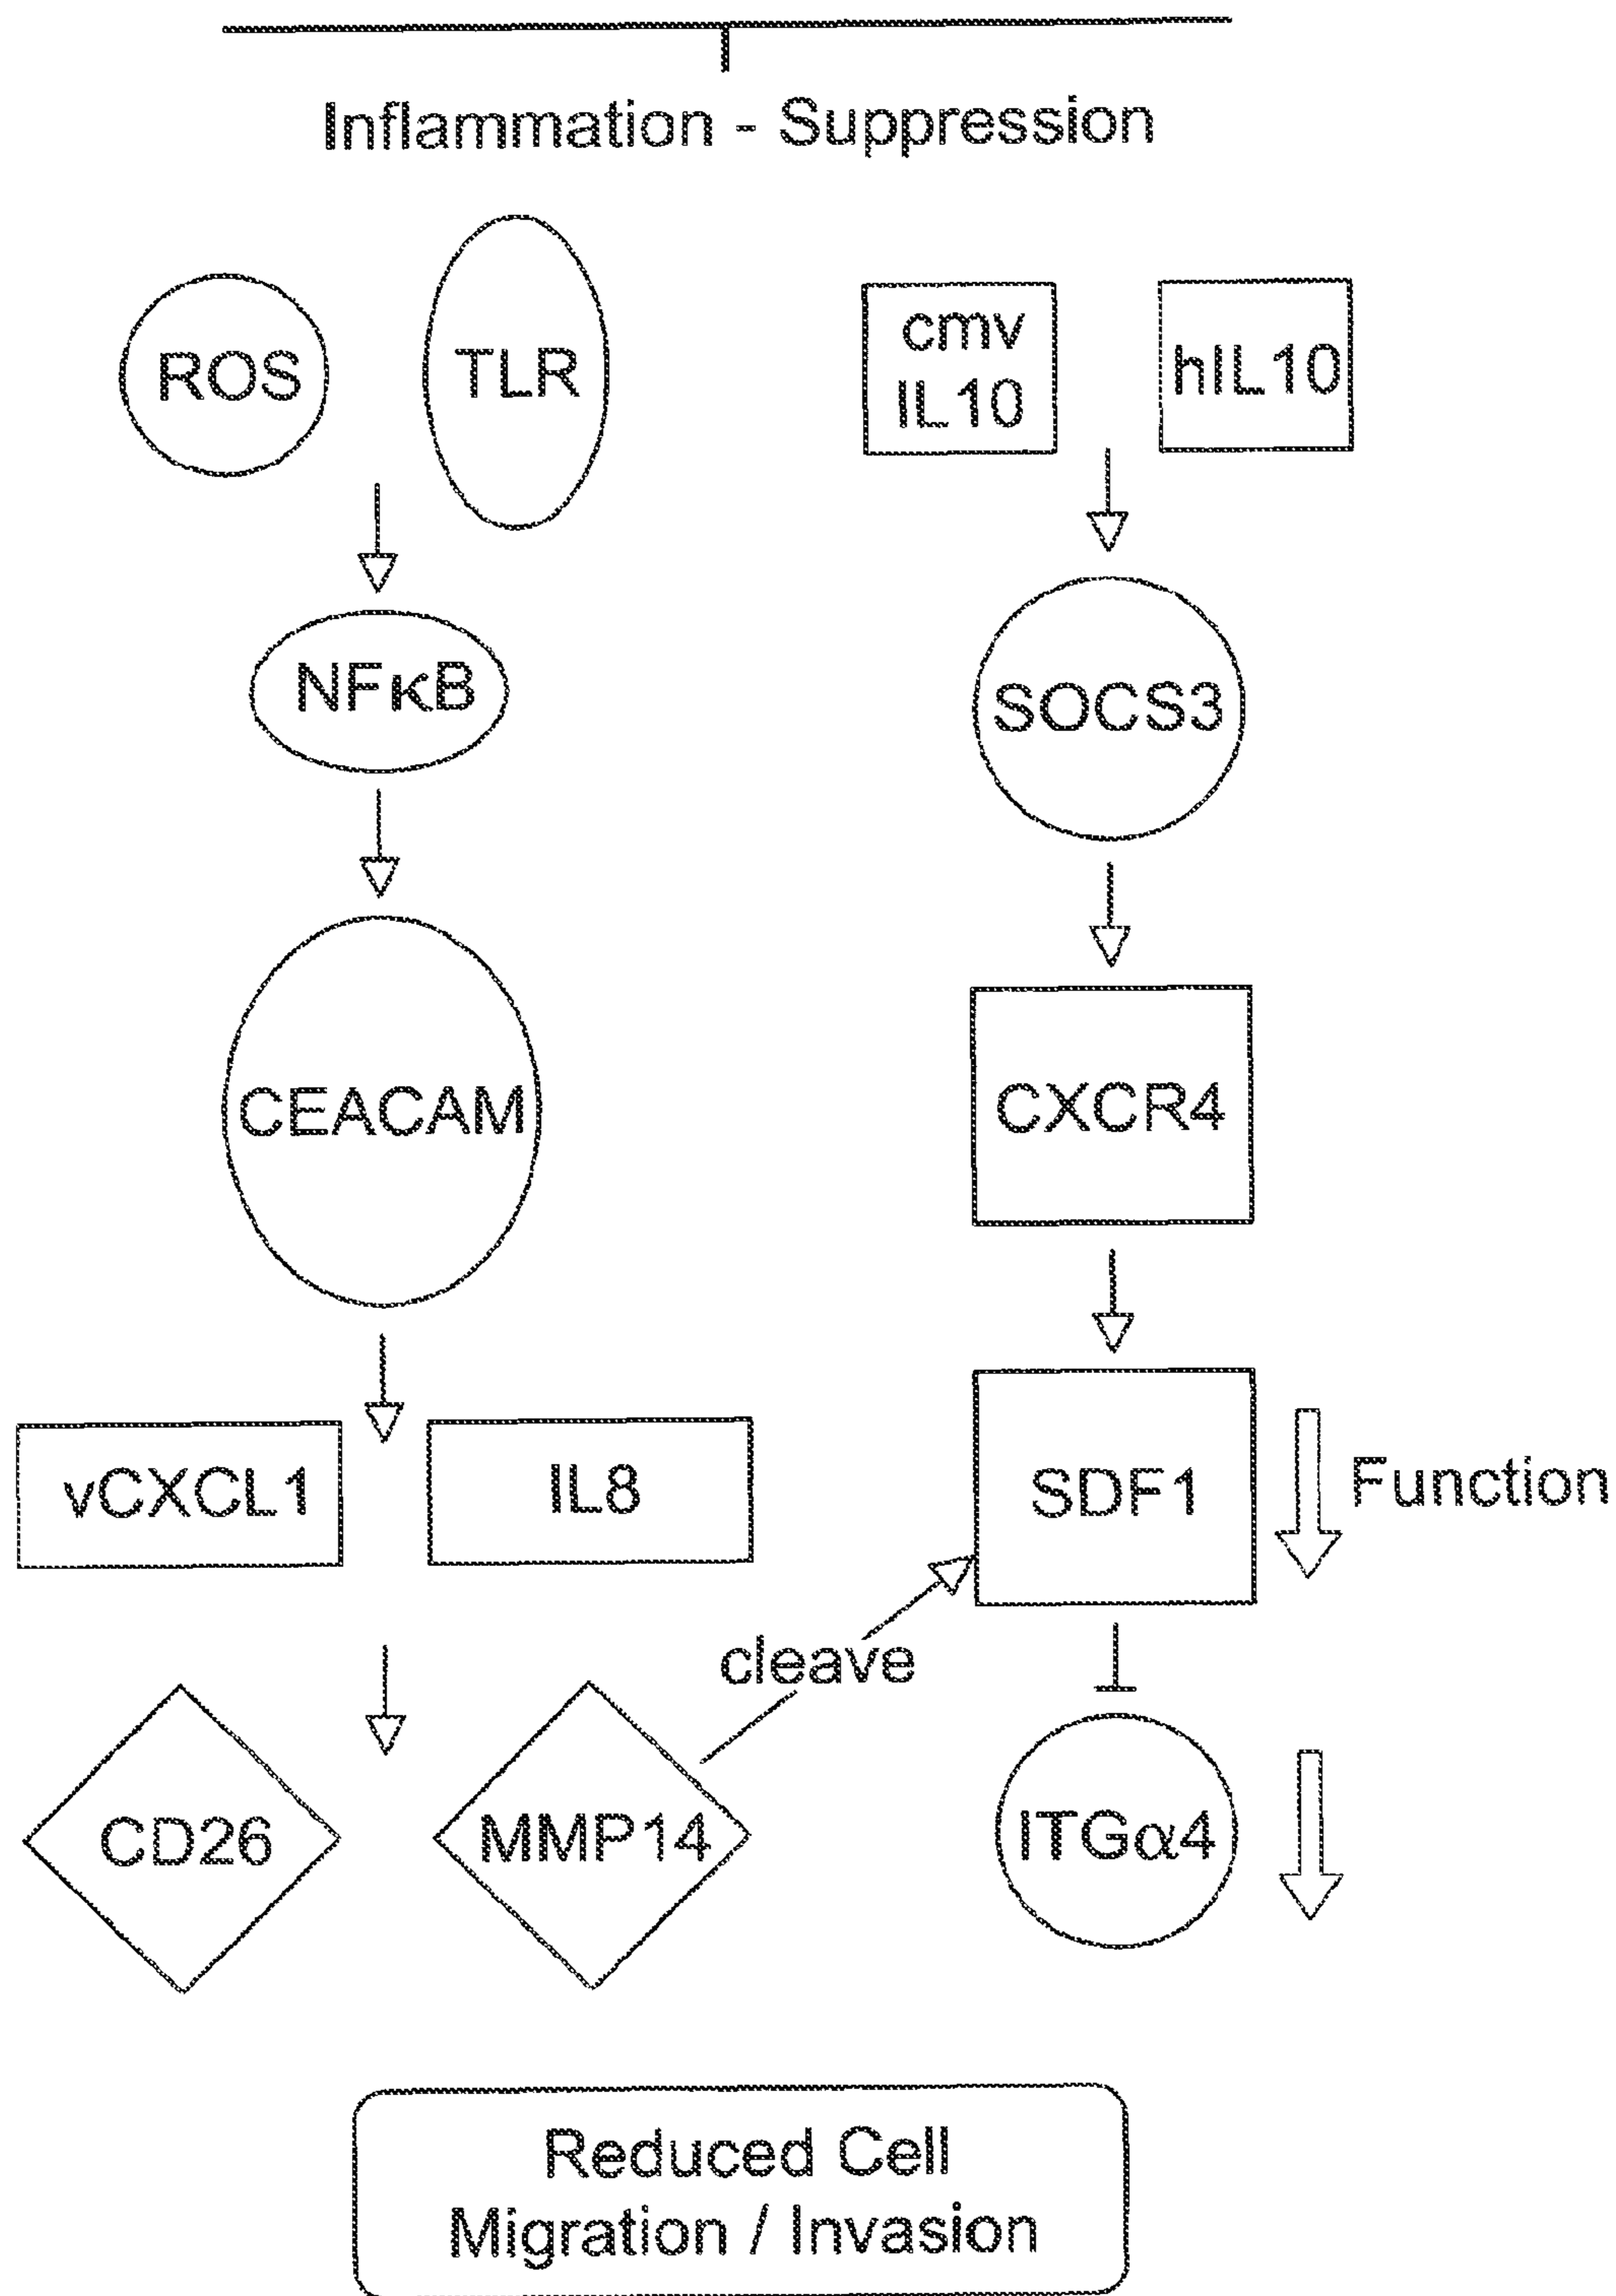 Inflammation - Suppression
ROS
TLR
cmv
IL10
hIL10
NFκB
SOCS3
CEACAM
CXCR4
vCXCL1
IL8
SDF1
Function
cleave
CD26
MMP14
ITGα4
Reduced Cell
Migration / Invasion